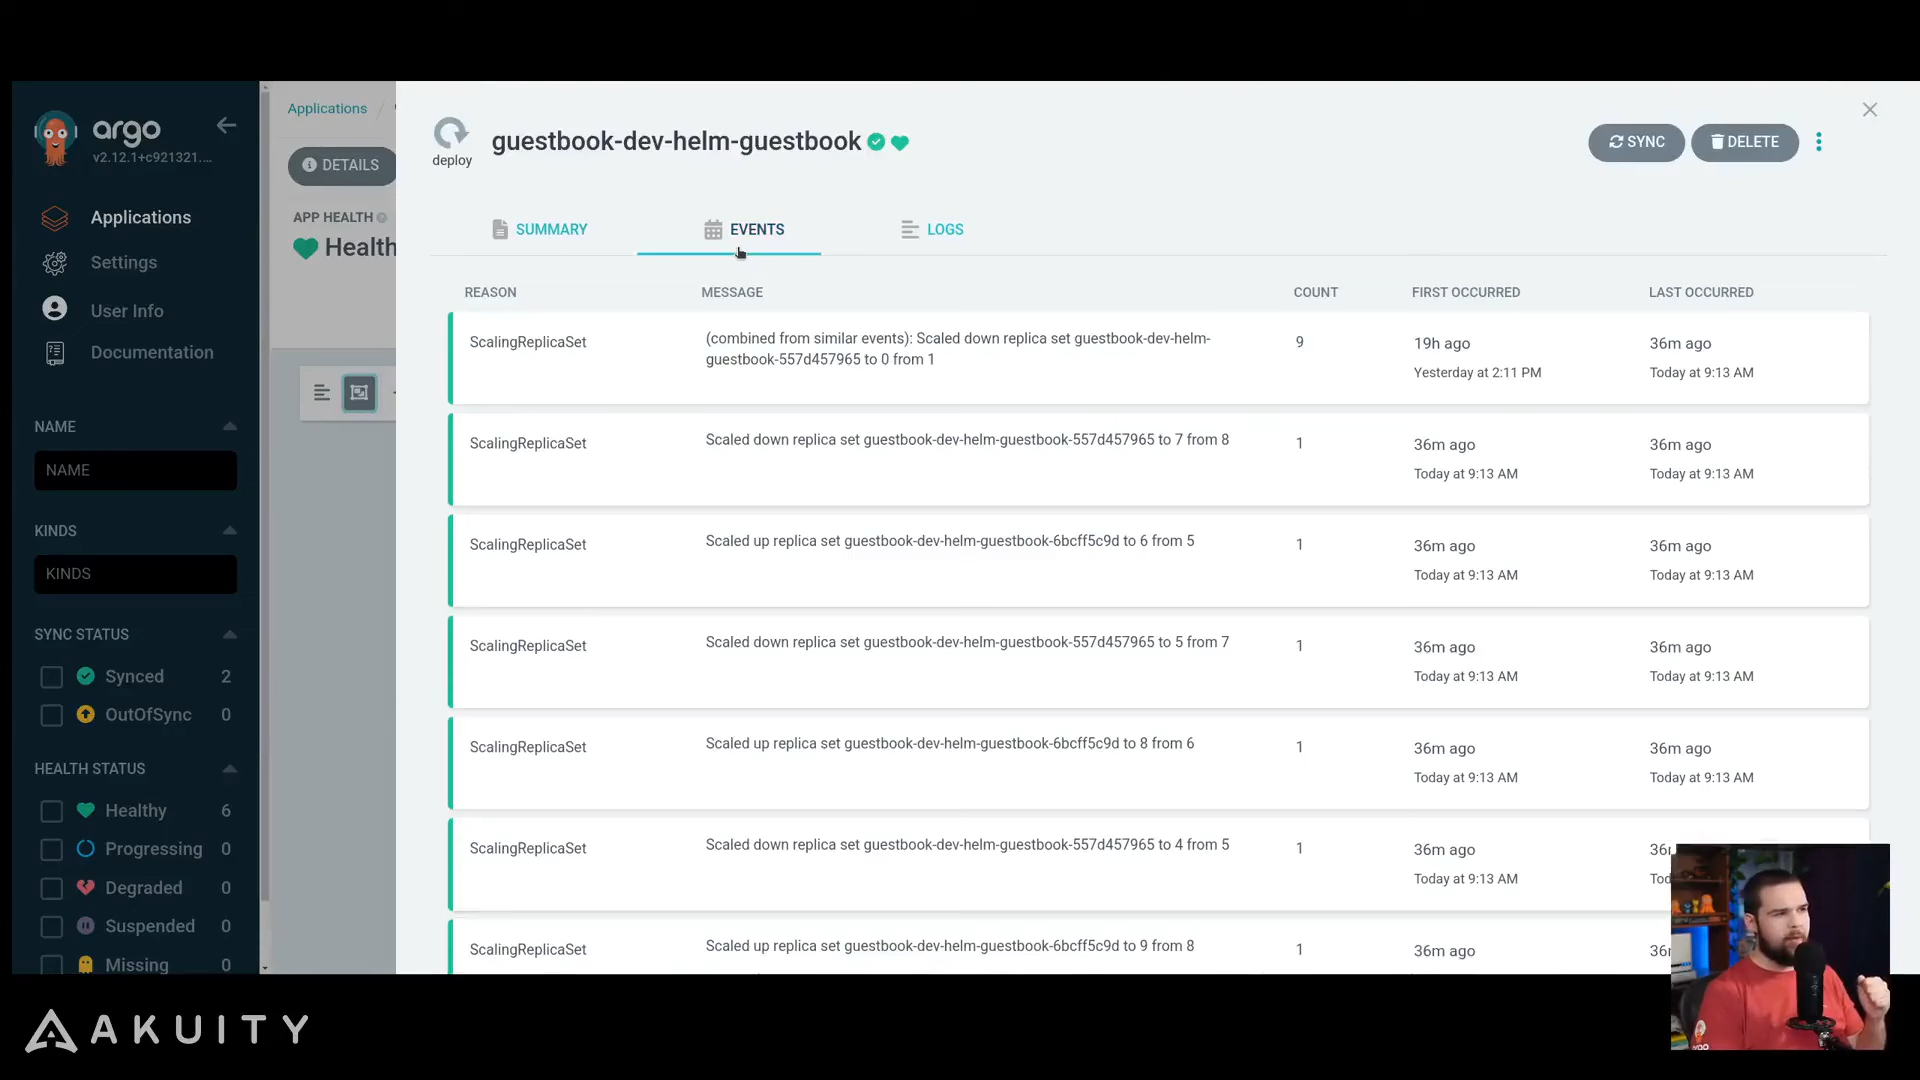 argo
v2.12.1+c921321....
Applications
Settings
User Info
Documentation
NAME
NAME
KINDS
KINDS
SYNC STATUS
Synced 2
OutOfSync 0
HEALTH STATUS
Healthy 6
Progressing 0
Degraded 0
Suspended 0
Missing 0
Applications /
DETAILS
APP HEALTH
Health
deploy
guestbook-dev-helm-guestbook
SYNC
DELETE
SUMMARY
EVENTS
LOGS
REASON MESSAGE COUNT FIRST OCCURRED LAST OCCURRED
ScalingReplicaSet
(combined from similar events): Scaled down replica set guestbook-dev-helm-
guestbook-557d457965 to 0 from 1
9
19h ago
Yesterday at 2:11 PM
36m ago
Today at 9:13 AM
ScalingReplicaSet
Scaled down replica set guestbook-dev-helm-guestbook-557d457965 to 7 from 8
1
36m ago
Today at 9:13 AM
36m ago
Today at 9:13 AM
ScalingReplicaSet
Scaled up replica set guestbook-dev-helm-guestbook-6bcff5c9d to 6 from 5
1
36m ago
Today at 9:13 AM
36m ago
Today at 9:13 AM
ScalingReplicaSet
Scaled down replica set guestbook-dev-helm-guestbook-557d457965 to 5 from 7
1
36m ago
Today at 9:13 AM
36m ago
Today at 9:13 AM
ScalingReplicaSet
Scaled up replica set guestbook-dev-helm-guestbook-6bcff5c9d to 8 from 6
1
36m ago
Today at 9:13 AM
36m ago
Today at 9:13 AM
ScalingReplicaSet
Scaled down replica set guestbook-dev-helm-guestbook-557d457965 to 4 from 5
1
36m ago
Today at 9:13 AM
ScalingReplicaSet
Scaled up replica set guestbook-dev-helm-guestbook-6bcff5c9d to 9 from 8
1
36m ago
AKUITY